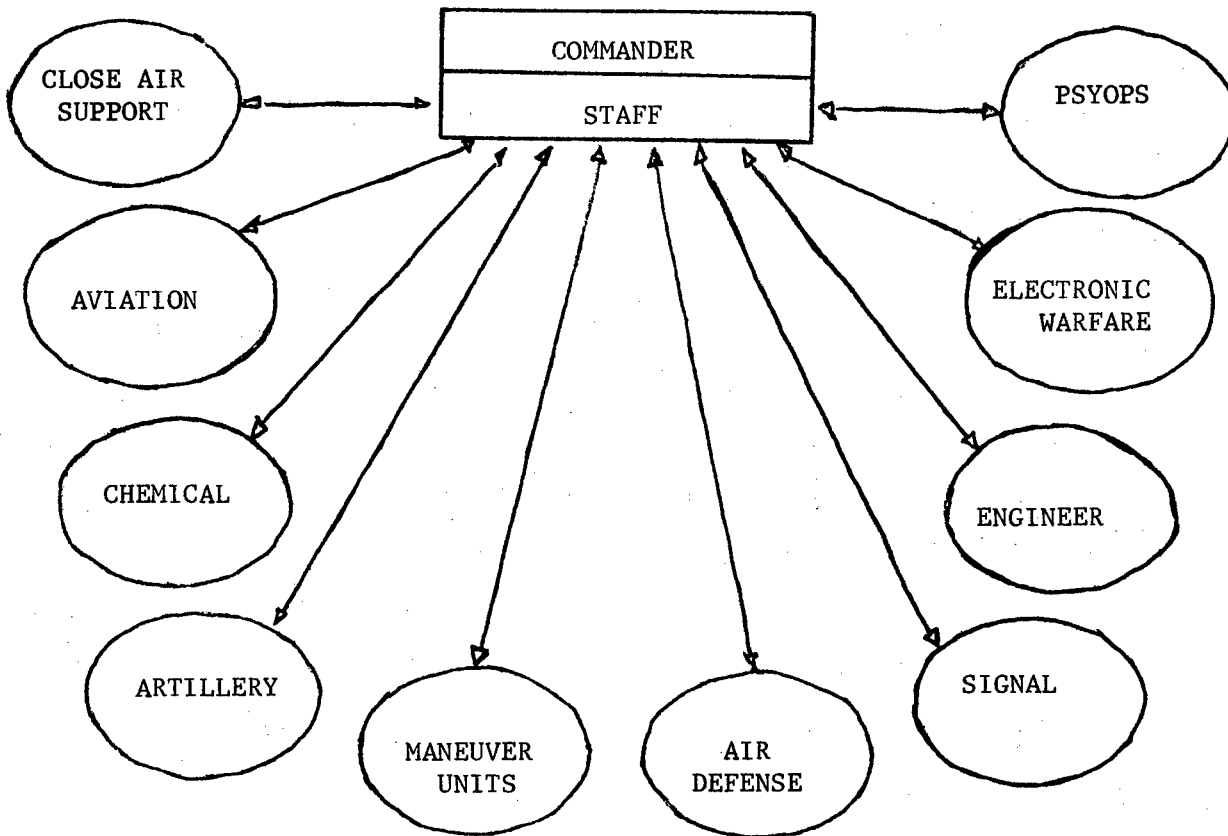 COMMANDER
STAFF
CLOSE AIR
SUPPORT
PSYOPS
AVIATION
ELECTRONIC
WARFARE
CHEMICAL
ENGINEER
ARTILLERY
SIGNAL
MANEUVER
UNITS
AIR
DEFENSE